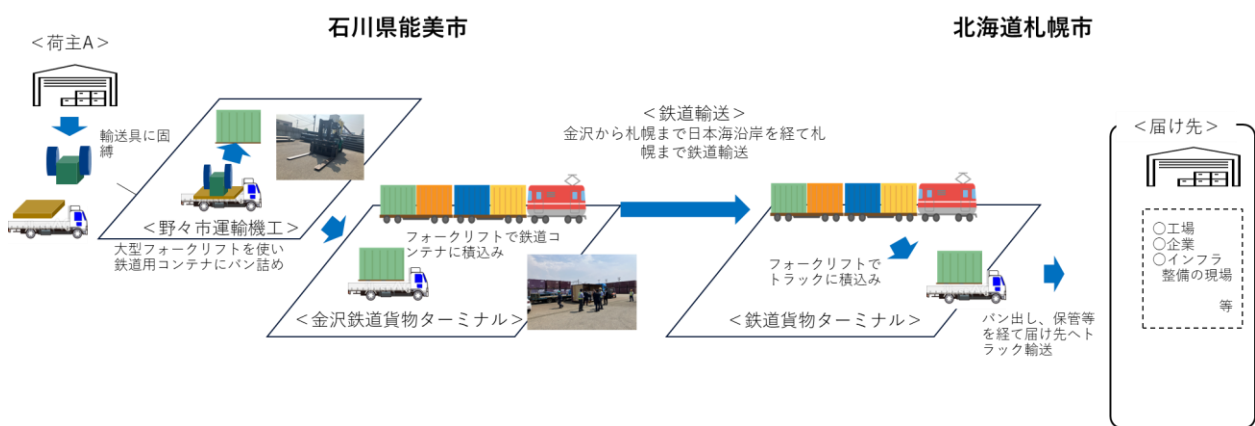 石川県能美市
北海道札幌市
＜荷主A＞
輸送具に固
縛
＜野々市運輸機工＞
大型フォークリフトを使い
鉄道用コンテナにバン詰め
フォークリフトで鉄道コ
ンテナに積込み
＜金沢鉄道貨物ターミナル＞
＜鉄道輸送＞
金沢から札幌まで日本海沿岸を経て札
幌まで鉄道輸送
フォークリフトで
トラックに積込み
＜鉄道貨物ターミナル＞
バン出し、保管等
を経て届け先へト
ラック輸送
＜届け先＞
○工場
○企業
○インフラ
整備の現場
等